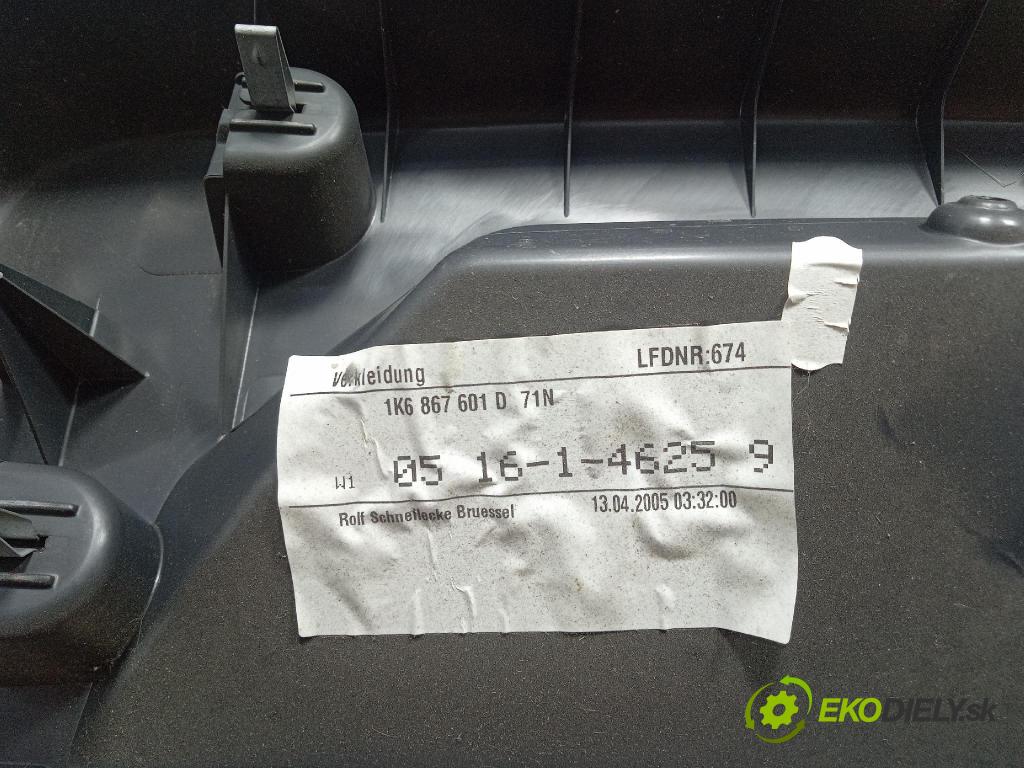 Verkleidung LFDNR:674
1K6 867 601 D 71N
W1 05 16-1-4625 9
Rolf Schnellecke Bruessel 13.04.2005 03:32:00
EKODIELY.sk